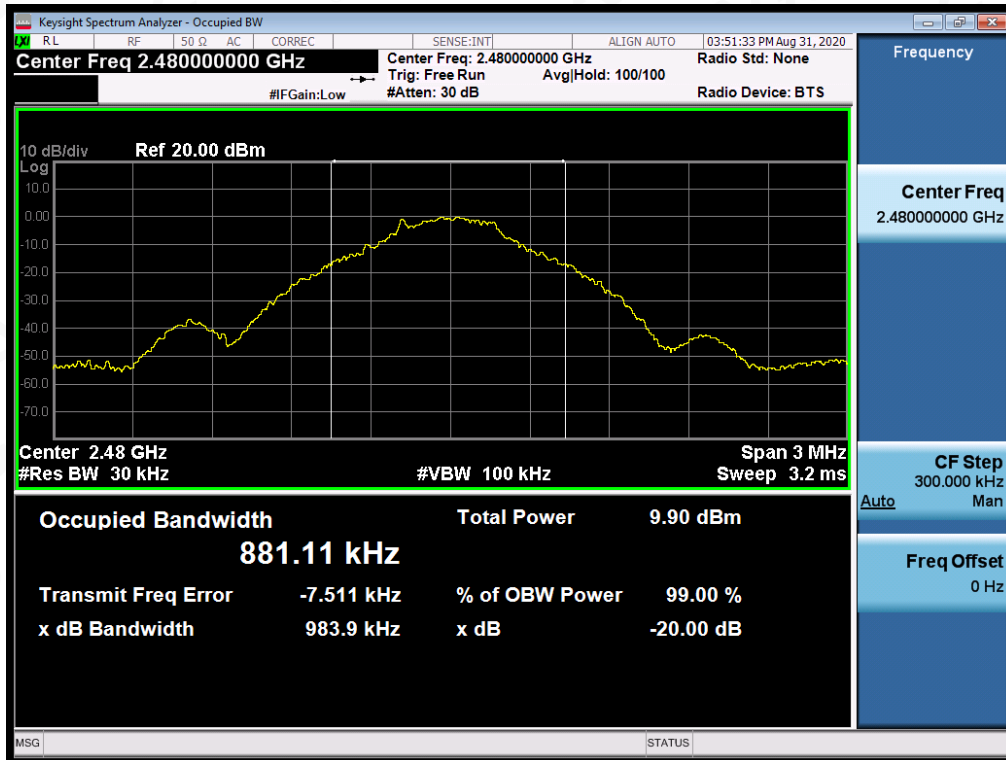 Keysight Spectrum Analyzer - Occupied BW
LXI RL RF 50 Ω AC CORREC SENSE:INT ALIGN AUTO 03:51:33 PM Aug 31, 2020
Center Freq 2.480000000 GHz
Center Freq: 2.480000000 GHz
Radio Std: None
Trig: Free Run Avg|Hold: 100/100
#IFGain:Low
#Atten: 30 dB
Radio Device: BTS
10 dB/div Ref 20.00 dBm
Log
10.0
0.00
-10.0
-20.0
-30.0
-40.0
-50.0
-60.0
-70.0
Center 2.48 GHz Span 3 MHz
#Res BW 30 kHz #VBW 100 kHz Sweep 3.2 ms
Occupied Bandwidth Total Power 9.90 dBm
881.11 kHz
Transmit Freq Error -7.511 kHz % of OBW Power 99.00 %
x dB Bandwidth 983.9 kHz x dB -20.00 dB
MSG STATUS
Frequency
Center Freq
2.480000000 GHz
CF Step
300.000 kHz
Auto Man
Freq Offset
0 Hz